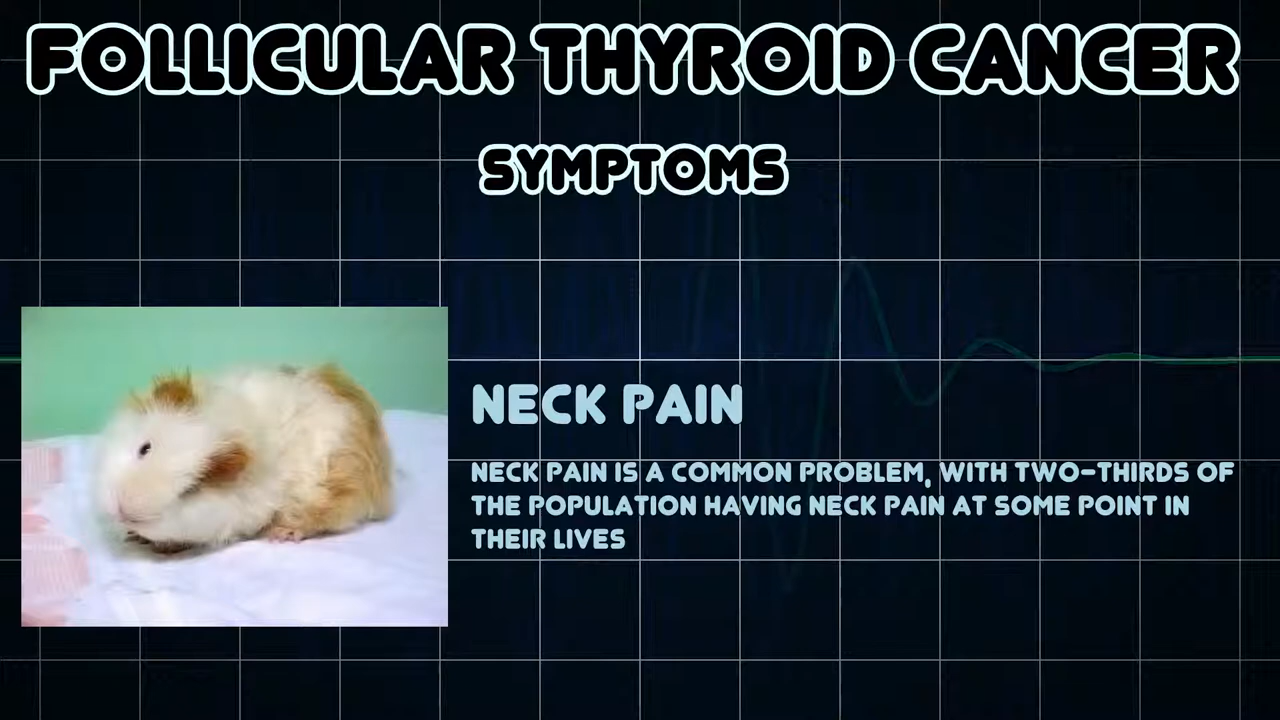 FOLLICULAR THYROID CANCER
SYMPTOMS
NECK PAIN
NECK PAIN IS A COMMON PROBLEM, WITH TWO-THIRDS OF
THE POPULATION HAVING NECK PAIN AT SOME POINT IN
THEIR LIVES